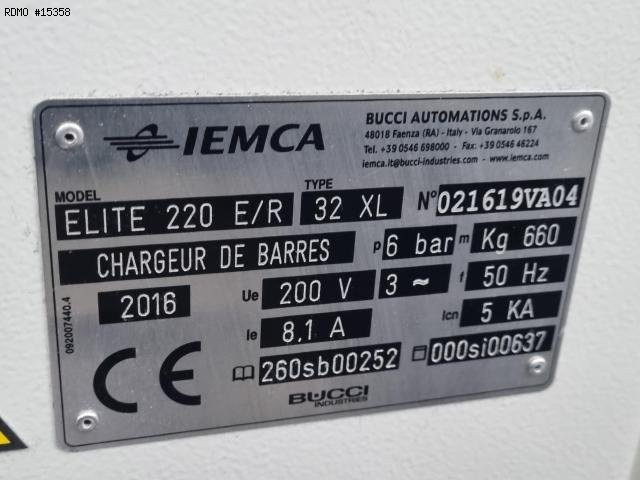 RDMO #15358
IEMCA
BUCCI AUTOMATIONS S.p.A.
48018 Faenza (RA) - Italy - Via Granarolo 167
Tel. +39 0546 698000 - Fax: +39 0546 46224
iemca.it@bucci-industries.com - www.iemca.com
MODEL TYPE
ELITE 220 E/R 32 XL N° 021619VA04
CHARGEUR DE BARRES p 6 bar m Kg 660
2016 Ue 200 V 3 ~ f 50 Hz
Ie 8,1 A Icn 5 KA
CE 260sb00252 000si00637
BUCCI
INDUSTRIES
092007440.4